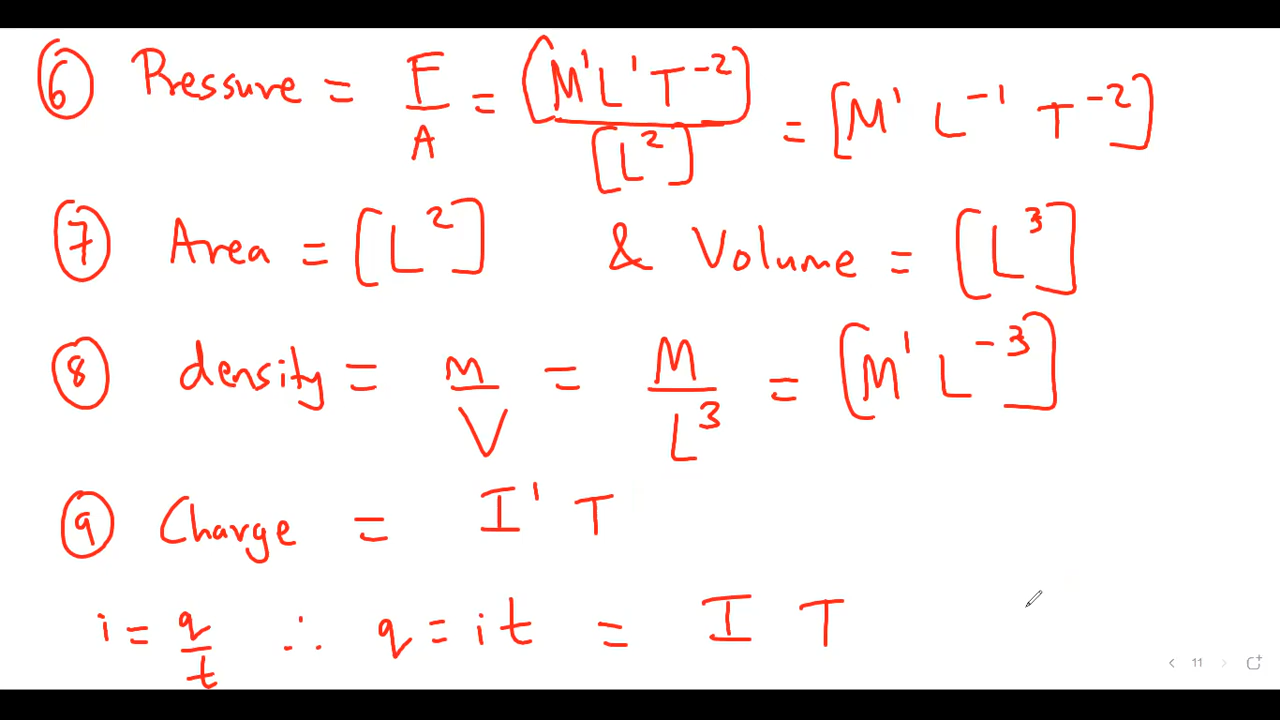 ⑥ Pressure = F/A = [M¹L¹T⁻²]/[L²] = [M¹ L⁻¹ T⁻²]
⑦ Area = [L²] & Volume = [L³]
⑧ density = m/V = M/L³ = [M¹ L⁻³]
⑨ Charge = I¹ T
i = q/t ∴ q = it = I T
< 11 >